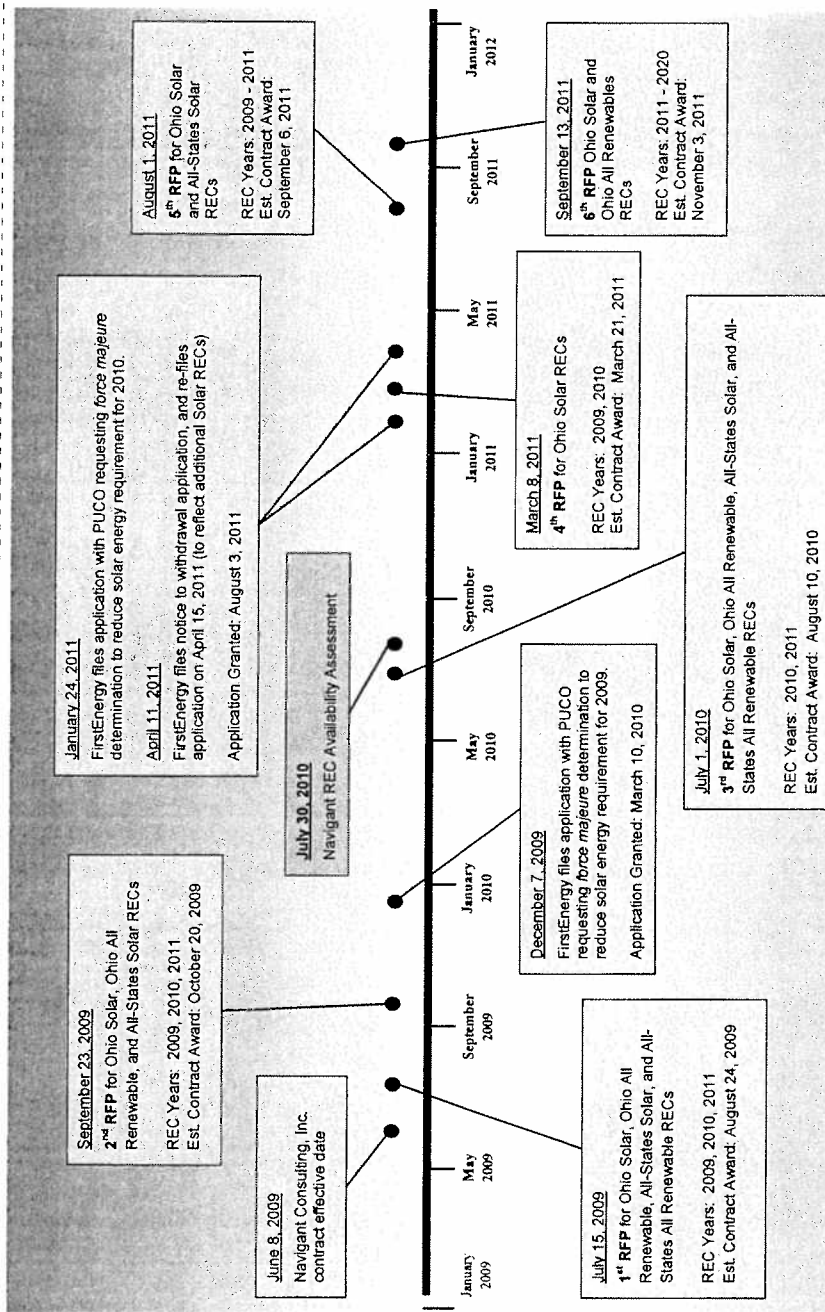 June 8, 2009
Navigant Consulting, Inc.
contract effective date
July 15, 2009
1st RFP for Ohio Solar, Ohio All
Renewable, All-States Solar, and All-
States All Renewable RECs
REC Years: 2009, 2010, 2011
Est. Contract Award: August 24, 2009
September 23, 2009
2nd RFP for Ohio Solar, Ohio All
Renewable, and All-States Solar RECs
REC Years: 2009, 2010, 2011
Est. Contract Award: October 20, 2009
December 7, 2009
FirstEnergy files application with PUCO
requesting force majeure determination to
reduce solar energy requirement for 2009.
Application Granted: March 10, 2010
July 1, 2010
3rd RFP for Ohio Solar, Ohio All Renewable, All-States Solar, and All-
States All Renewable RECs
REC Years: 2010, 2011
Est. Contract Award: August 10, 2010
July 30, 2010
Navigant REC Availability Assessment
January 24, 2011
FirstEnergy files application with PUCO requesting force majeure
determination to reduce solar energy requirement for 2010.
April 11, 2011
FirstEnergy files notice to withdrawal application, and re-files
application on April 15, 2011 (to reflect additional Solar RECs)
Application Granted: August 3, 2011
March 8, 2011
4th RFP for Ohio Solar RECs
REC Years: 2009, 2010
Est. Contract Award: March 21, 2011
August 1, 2011
5th RFP for Ohio Solar
and All-States Solar
RECs
REC Years: 2009 - 2011
Est. Contract Award:
September 6, 2011
September 13, 2011
6th RFP Ohio Solar and
Ohio All Renewables
RECs
REC Years: 2011 - 2020
Est. Contract Award:
November 3, 2011
January
2009
May
2009
September
2009
January
2010
May
2010
September
2010
January
2011
May
2011
September
2011
January
2012